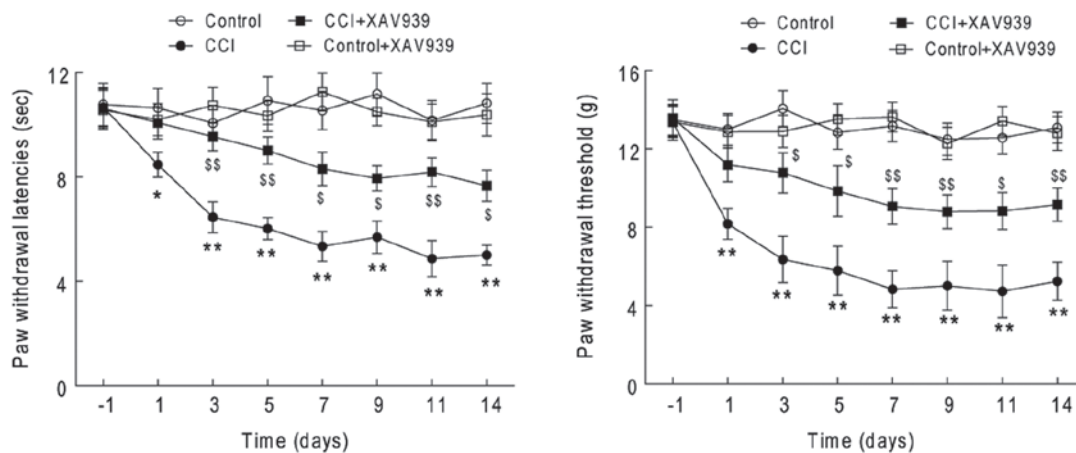 Control
CCI+XAV939
CCI
Control+XAV939
Paw withdrawal latencies (sec)
12
8
4
0
$$
$$
$
$
$$
$
*
**
**
**
**
**
**
-1 1 3 5 7 9 11 14
Time (days)
Control
CCI+XAV939
CCI
Control+XAV939
Paw withdrawal threshold (g)
16
12
8
4
0
$
$
$$
$$
$
$$
**
**
**
**
**
**
**
-1 1 3 5 7 9 11 14
Time (days)